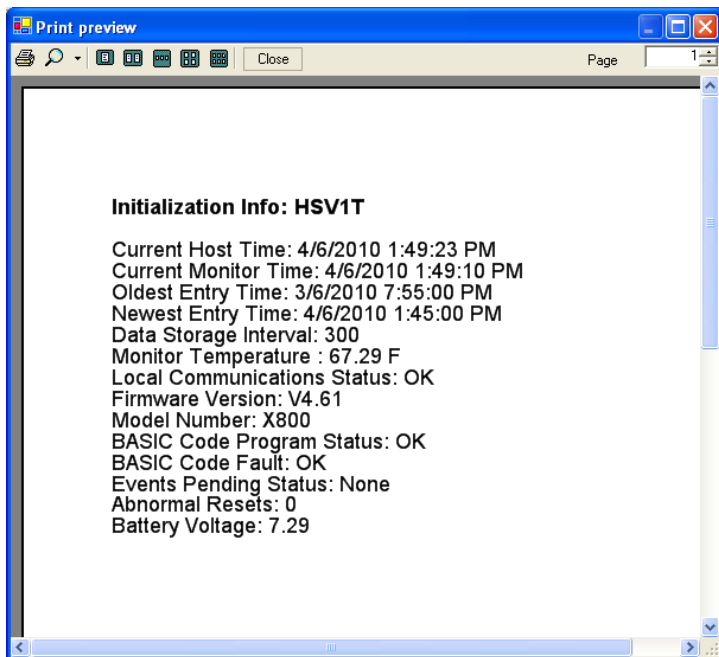 Print preview
Close
Page 1
Initialization Info: HSV1T
Current Host Time: 4/6/2010 1:49:23 PM
Current Monitor Time: 4/6/2010 1:49:10 PM
Oldest Entry Time: 3/6/2010 7:55:00 PM
Newest Entry Time: 4/6/2010 1:45:00 PM
Data Storage Interval: 300
Monitor Temperature : 67.29 F
Local Communications Status: OK
Firmware Version: V4.61
Model Number: X800
BASIC Code Program Status: OK
BASIC Code Fault: OK
Events Pending Status: None
Abnormal Resets: 0
Battery Voltage: 7.29